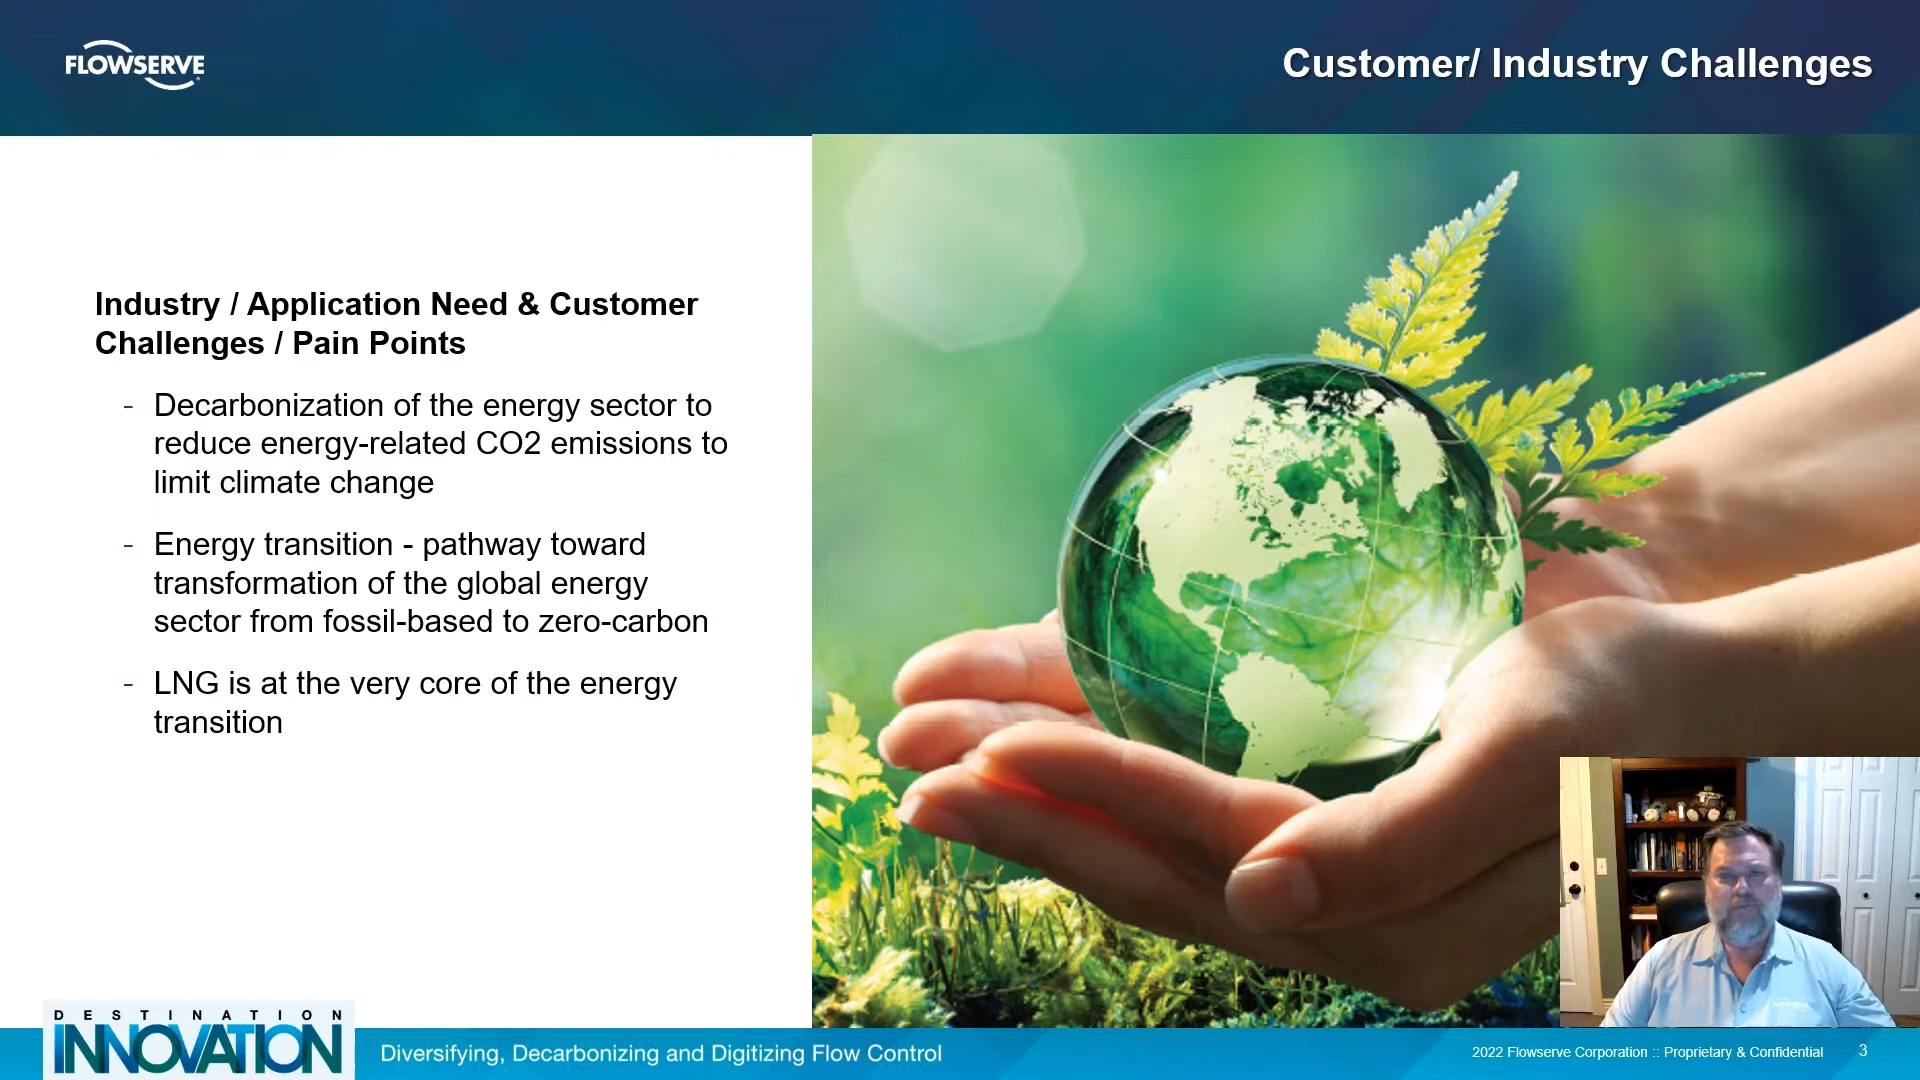 FLOWSERVE
Customer/ Industry Challenges
Industry / Application Need & Customer
Challenges / Pain Points
- Decarbonization of the energy sector to
reduce energy-related CO2 emissions to
limit climate change
- Energy transition - pathway toward
transformation of the global energy
sector from fossil-based to zero-carbon
- LNG is at the very core of the energy
transition
DESTINATION
INNOVATION
Diversifying, Decarbonizing and Digitizing Flow Control
2022 Flowserve Corporation :: Proprietary & Confidential
3